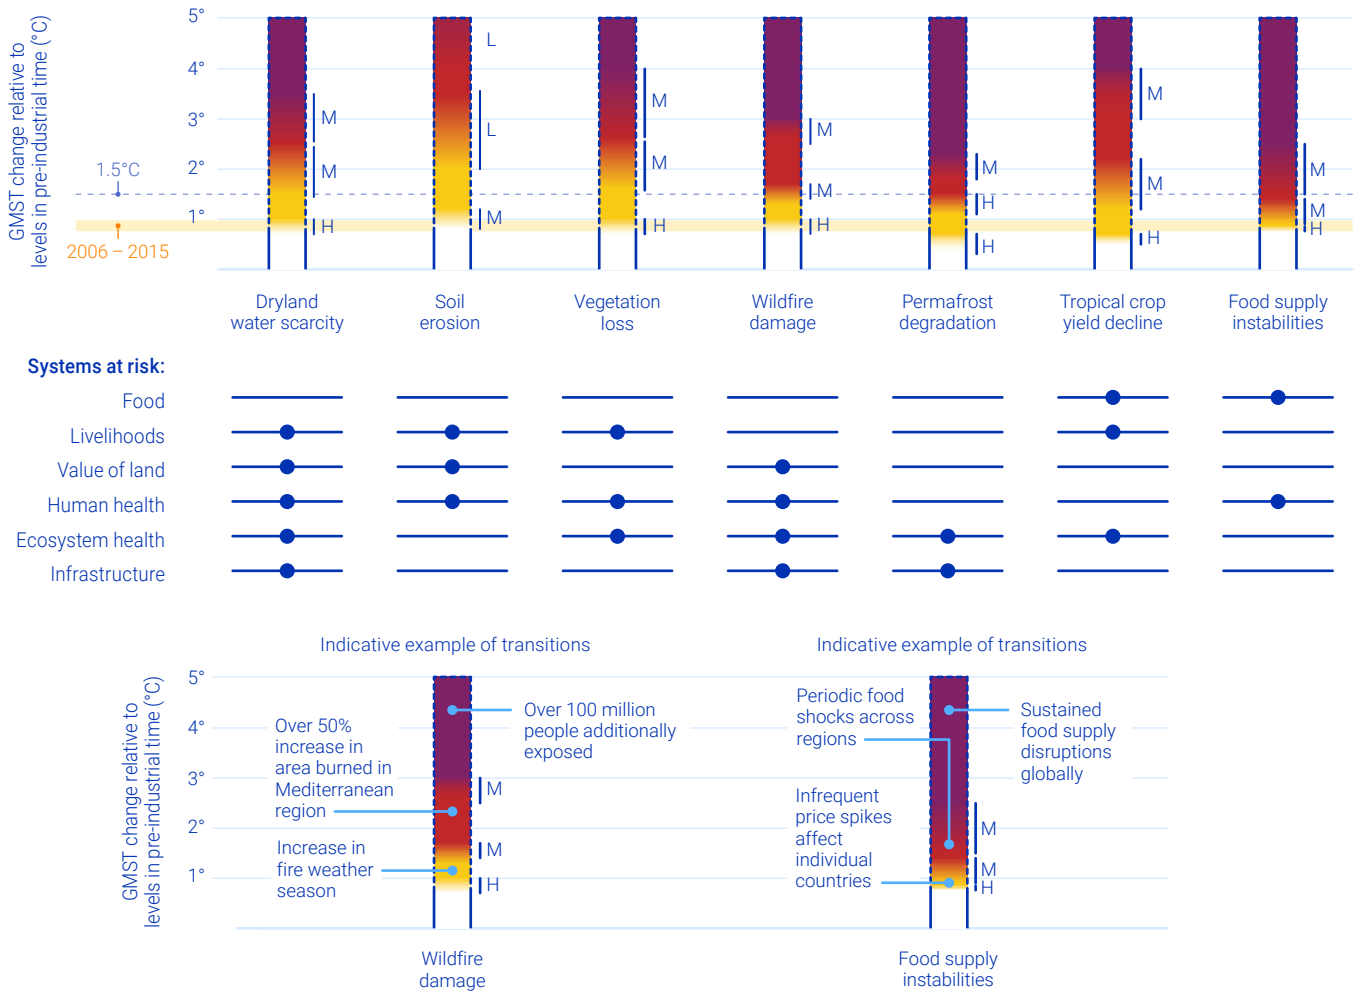 GMST change relative to
levels in pre-industrial time (°C)
5°
4°
3°
2°
1°
1.5°C
2006 – 2015
M
M
H
L
L
M
M
M
H
M
M
H
M
H
H
M
M
H
M
M
H
Dryland
water scarcity
Soil
erosion
Vegetation
loss
Wildfire
damage
Permafrost
degradation
Tropical crop
yield decline
Food supply
instabilities
Systems at risk:
Food
Livelihoods
Value of land
Human health
Ecosystem health
Infrastructure
Indicative example of transitions
GMST change relative to
levels in pre-industrial time (°C)
5°
4°
3°
2°
1°
Over 50%
increase in
area burned in
Mediterranean
region
Increase in
fire weather
season
Over 100 million
people additionally
exposed
M
M
H
Wildfire
damage
Indicative example of transitions
Periodic food
shocks across
regions
Infrequent
price spikes
affect
individual
countries
Sustained
food supply
disruptions
globally
M
M
H
Food supply
instabilities